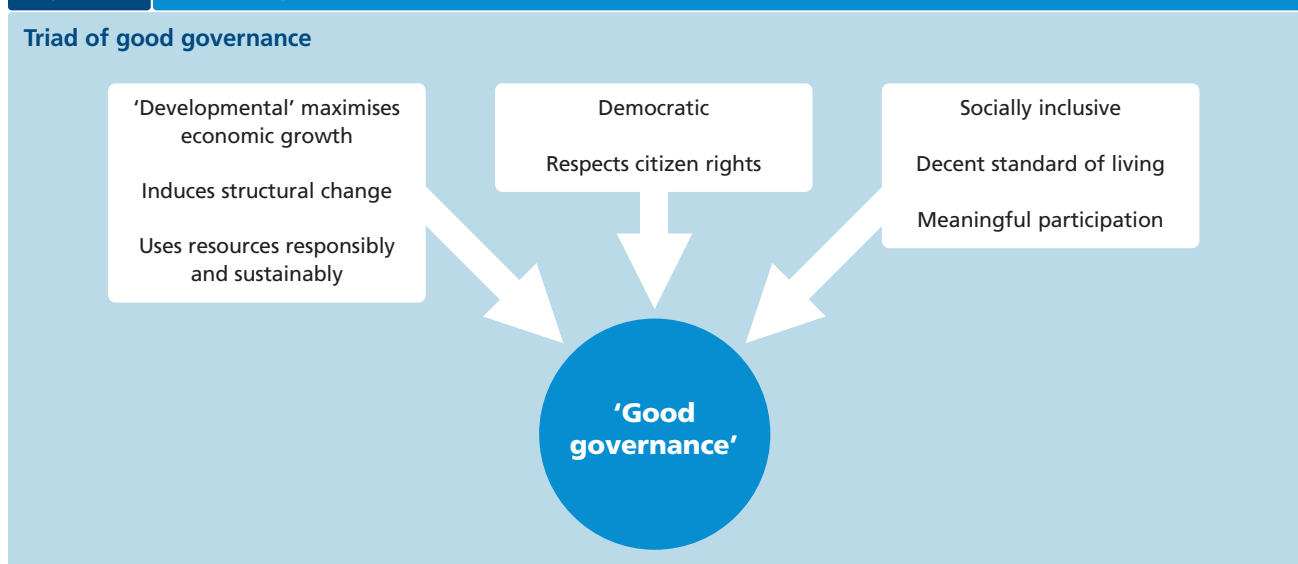 Triad of good governance
‘Developmental’ maximises
economic growth
Induces structural change
Uses resources responsibly
and sustainably
Democratic
Respects citizen rights
Socially inclusive
Decent standard of living
Meaningful participation
‘Good
governance’